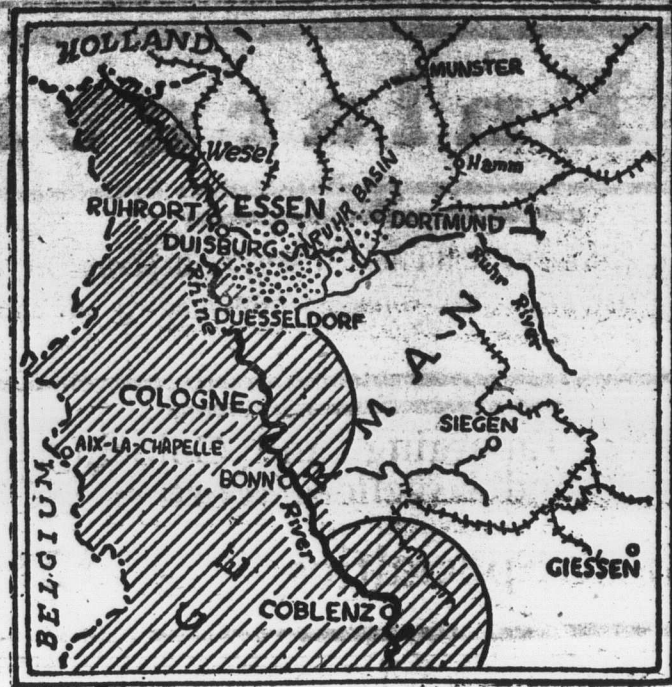 HOLLAND
MUNSTER
Wesel
Hamm
RUHR BASIN
RUHRORT
ESSEN
DORTMUND
DUISBURG
Rhine
Ruhr River
DUESSELDORF
GERMANY
COLOGNE
SIEGEN
AIX-LA-CHAPELLE
BONN
River
BELGIUM
GIESSEN
COBLENZ